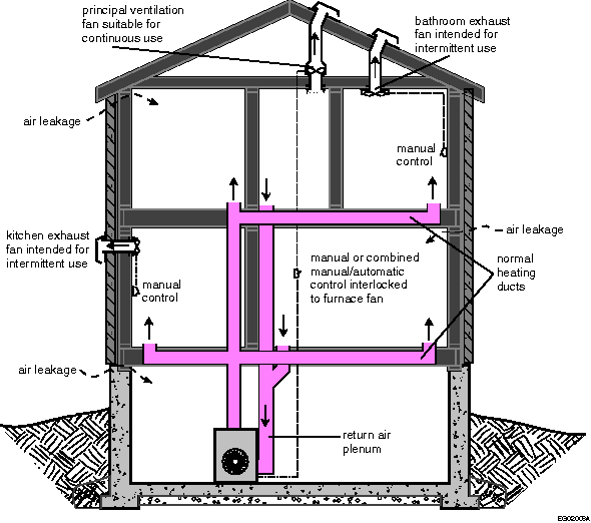 principal ventilation
fan suitable for
continuous use
bathroom exhaust
fan intended for
intermittent use
air leakage
manual
control
kitchen exhaust
fan intended for
intermittent use
air leakage
manual or combined
manual/automatic
control interlocked
to furnace fan
normal
heating
ducts
manual
control
air leakage
return air
plenum
EG02009A